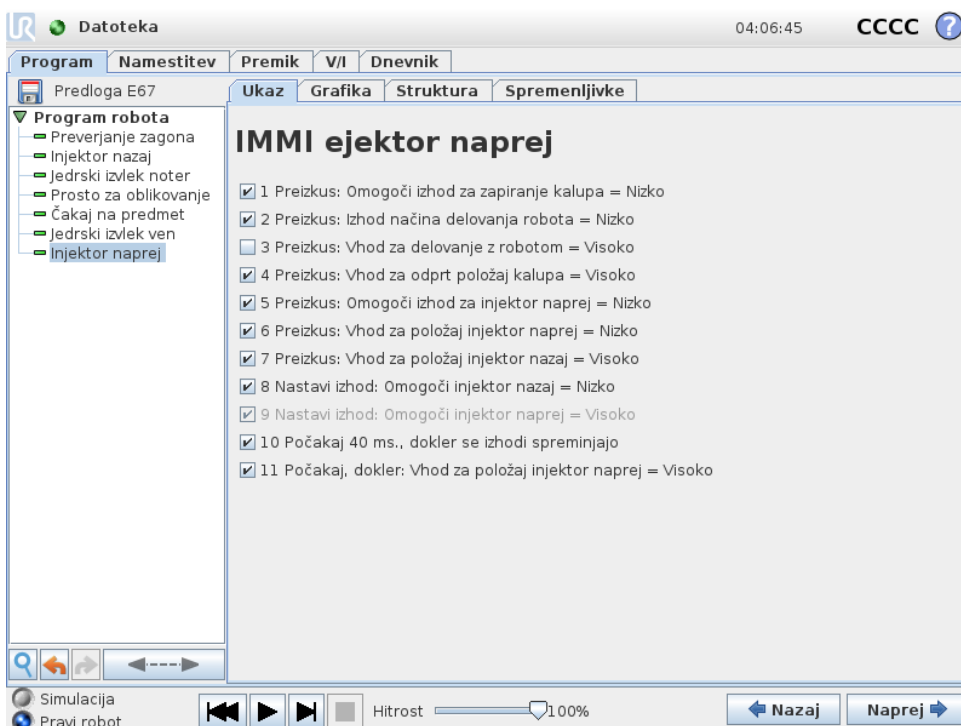 UR Datoteka 04:06:45 CCCC ?
Program Namestitev Premik V/I Dnevnik
Predloga E67
Ukaz Grafika Struktura Spremenljivke
Program robota
Preverjanje zagona
Injektor nazaj
Jedrski izvlek noter
Prosto za oblikovanje
Čakaj na predmet
Jedrski izvlek ven
Injektor naprej
IMMI ejektor naprej
1 Preizkus: Omogoči izhod za zapiranje kalupa = Nizko
2 Preizkus: Izhod načina delovanja robota = Nizko
3 Preizkus: Vhod za delovanje z robotom = Visoko
4 Preizkus: Vhod za odprt položaj kalupa = Visoko
5 Preizkus: Omogoči izhod za injektor naprej = Nizko
6 Preizkus: Vhod za položaj injektor naprej = Nizko
7 Preizkus: Vhod za položaj injektor nazaj = Visoko
8 Nastavi izhod: Omogoči injektor nazaj = Nizko
9 Nastavi izhod: Omogoči injektor naprej = Visoko
10 Počakaj 40 ms., dokler se izhodi spreminjajo
11 Počakaj, dokler: Vhod za položaj injektor naprej = Visoko
Simulacija
Pravi robot
Hitrost 100%
Nazaj Naprej